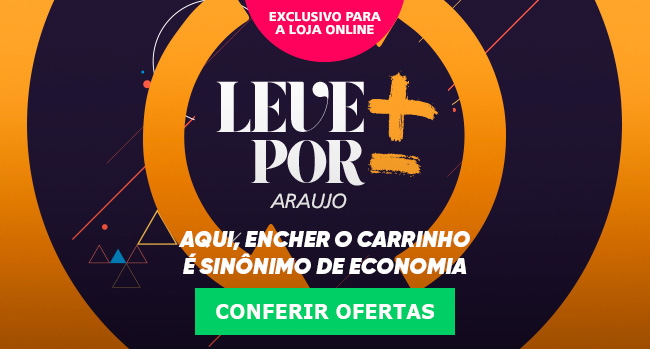 EXCLUSIVO PARA
A LOJA ONLINE
LEVE +
POR -
ARAUJO
AQUI, ENCHER O CARRINHO
É SINÔNIMO DE ECONOMIA
CONFERIR OFERTAS